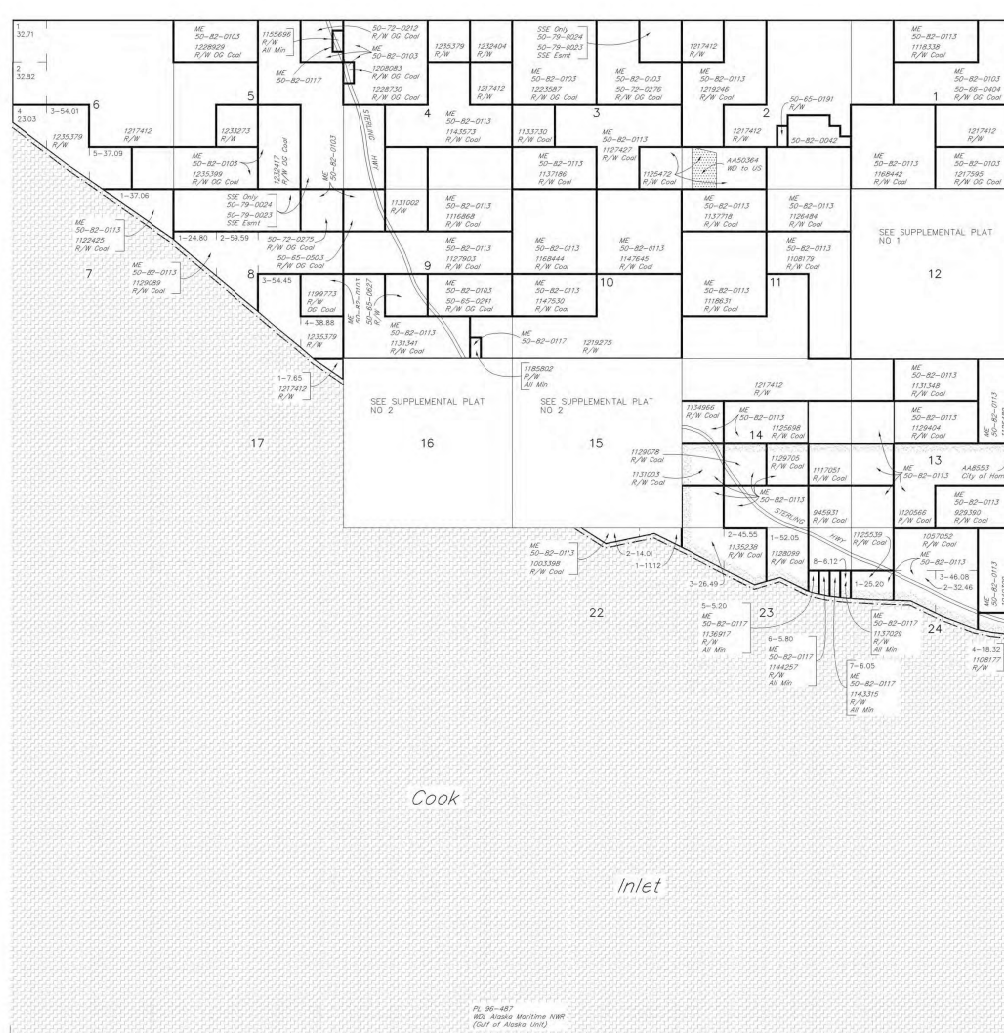 1
32.71
2
32.92
4
2303
3-54.01
6
1235379
R/W
5-37.09
1217412
R/W
ME
50-82-0103
1228929
R/W OG Coal
5
1231273
R/W
ME
50-82-0103
1235399
R/W OG Coal
1155696
R/W
All Min
ME
50-82-0117
50-72-0212
R/W OG Coal
ME
50-82-0103
1208083
R/W OG Coal
1228730
R/W OG Coal
1235379
R/W
1232404
R/W
1217412
R/W
4
ME
50-82-0113
1143573
R/W Coal
STERLING
HWY
1232417
R/W OG Coal
ME
50-82-0103
SSE Only
50-79-0024
50-79-0023
SSE Esmt
ME
50-82-0103
1223587
R/W OG Coal
ME
50-82-0103
50-72-0276
R/W OG Coal
3
1133730
R/W Coal
ME
50-82-0113
1127427
R/W Coal
ME
50-82-0113
1137186
R/W Coal
1217412
R/W
ME
50-82-0113
1219246
R/W Coal
2
50-65-0191
R/W
1217412
R/W
50-82-0042
1125472
R/W Coal
AA50364
WD to US
ME
50-82-0113
1118338
R/W Coal
ME
50-82-0103
50-66-0404
R/W OG Coal
1
1217412
R/W
ME
50-82-0113
1168442
R/W Coal
ME
50-82-0103
1217595
R/W OG Coal
1-37.06
ME
50-82-0113
1122425
R/W Coal
SSE Only
50-79-0024
50-79-0023
SSE Esmt
1-24.80
2-59.59
50-72-0275
R/W OG Coal
50-65-0503
R/W OG Coal
1131002
R/W Coal
ME
50-82-0113
1116868
R/W Coal
ME
50-82-0113
1137718
R/W Coal
ME
50-82-0113
1126484
R/W Coal
SEE SUPPLEMENTAL PLAT
NO 1
12
7
ME
50-82-0113
1129089
R/W Coal
8
3-54.45
1199773
R/W
OG Coal
4-38.88
1235379
R/W
50-65-0627
R/W
9
ME
50-82-0113
1127903
R/W Coal
ME
50-82-0103
50-65-0241
R/W OG Coal
ME
50-82-0113
1131341
R/W Coal
ME
50-82-0117
1219275
R/W Coal
1185802
R/W
All Min
ME
50-82-0113
1168444
R/W Coal
ME
50-82-0113
1147645
R/W Coal
10
ME
50-82-0113
1147530
R/W Coal
ME
50-82-0113
1108179
R/W Coal
11
ME
50-82-0113
1118631
R/W Coal
1-7.65
1217412
R/W
SEE SUPPLEMENTAL PLAT
NO 2
16
SEE SUPPLEMENTAL PLAT
NO 2
15
17
1217412
R/W
ME
50-82-0113
1131348
R/W Coal
1134966
R/W Coal
ME
50-82-0113
14
1125698
R/W Coal
ME
50-82-0113
1129404
R/W Coal
ME
50-82-0113
1129078
R/W Coal
1131003
R/W Coal
1129705
R/W Coal
ME
50-82-0113
1117051
R/W Coal
ME
50-82-0113
13
AA8553
City of Hom
ME
50-82-0113
929390
R/W Coal
STERLING
HWY
945931
R/W Coal
1120566
R/W Coal
ME
50-82-0113
1003398
R/W Coal
2-14.01
1-11.12
2-45.55
1135238
R/W Coal
3-26.49
1-52.05
1128099
R/W Coal
1125539
R/W Coal
8-6.12
1-25.20
1057052
R/W Coal
ME
50-82-0113
3-46.08
2-32.46
ME
50-82-0113
22
23
24
5-5.20
ME
50-82-0117
1136917
R/W
All Min
6-5.80
ME
50-82-0117
1144257
R/W
All Min
7-6.05
ME
50-82-0117
1143315
R/W
All Min
ME
50-82-0117
1137029
R/W
All Min
4-18.32
1108177
R/W
Cook
Inlet
PL 96-487
WDL Alaska Maritime NWR
(Gulf of Alaska Unit)